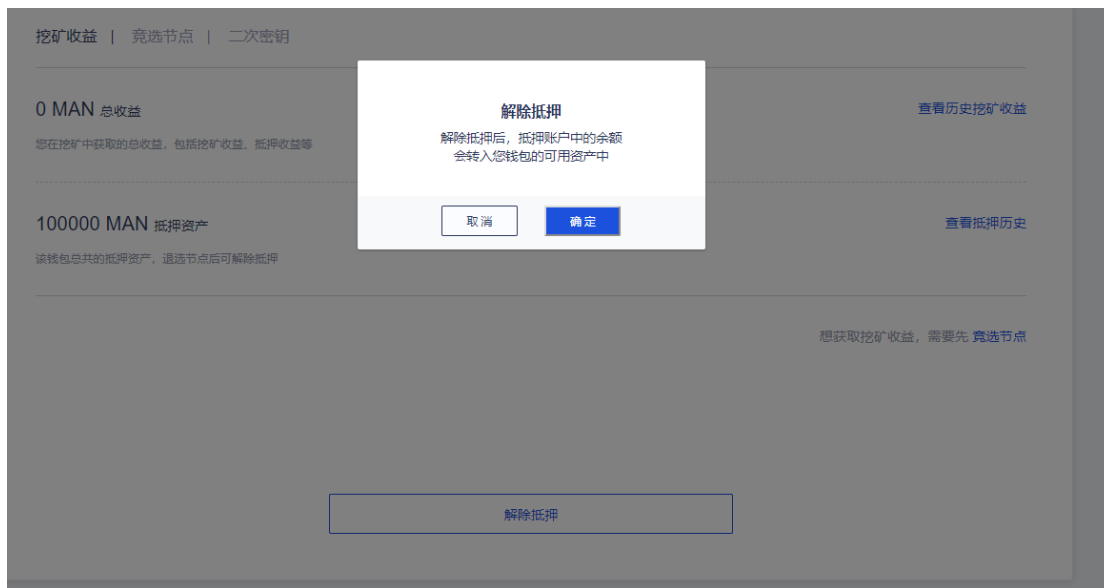 挖矿收益 | 竞选节点 | 二次密钥
0 MAN 总收益
查看历史挖矿收益
您在挖矿中获取的总收益，包括挖矿收益、抵押收益等
解除抵押
解除抵押后，抵押账户中的余额
会转入您钱包的可用资产中
取消
确定
100000 MAN 抵押资产
查看抵押历史
该钱包总共的抵押资产，退选节点后可解除抵押
想获取挖矿收益，需要先 竞选节点
解除抵押